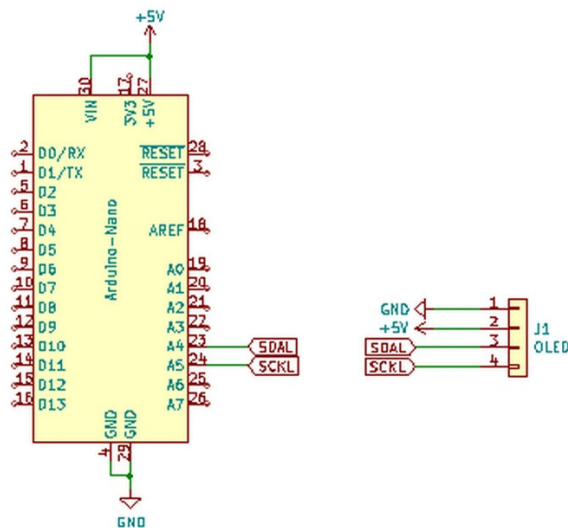 +5V
30 17 27
VIN 3V3 +5V
2 D0/RX RESET 28
1 D1/TX RESET 3
5 D2
6 D3
7 D4 AREF 18
8 D5
9 D6 A0 19
10 D7 A1 20
11 D8 A2 21
12 D9 A3 22
13 D10 A4 23 SDAL
14 D11 A5 24 SCKL
15 D12 A6 25
16 D13 A7 26
Arduino-Nano
GND GND
4 29
GND
GND 1
+5V 2
SDAL 3
SCKL 4
J1
OLED